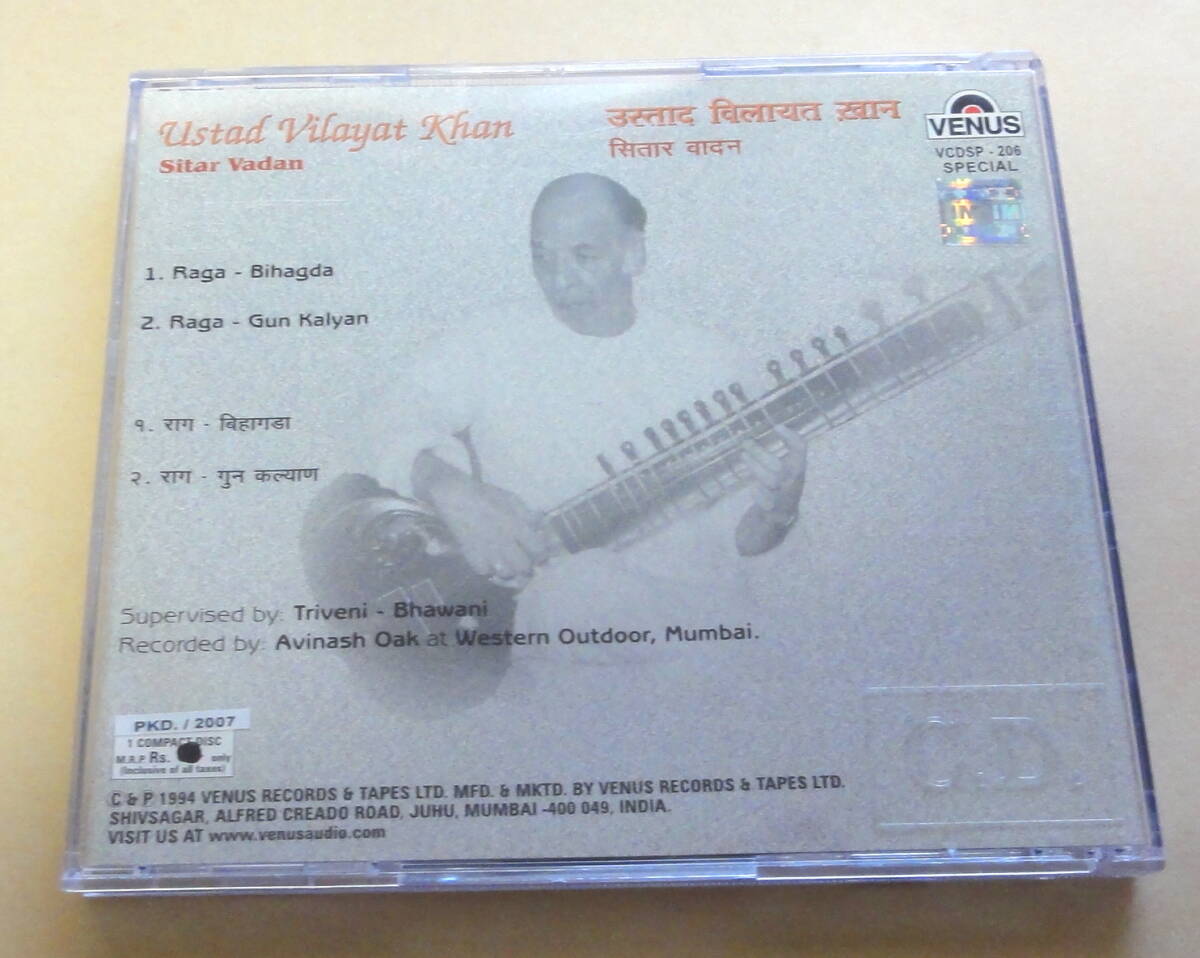 Ustad Vilayat Khan
Sitar Vadan
उस्ताद विलायत ख़ान
सितार वादन
VENUS
VCDSP - 206
SPECIAL
1. Raga - Bihagda
2. Raga - Gun Kalyan
१. राग - बिहागडा
२. राग - गुन कल्याण
Supervised by: Triveni - Bhawani
Recorded by: Avinash Oak at Western Outdoor, Mumbai.
PKD. / 2007
1 COMPACT DISC
M.R.P Rs. only
(Inclusive of all taxes)
C & P 1994 VENUS RECORDS & TAPES LTD. MFD. & MKTD. BY VENUS RECORDS & TAPES LTD.
SHIVSAGAR, ALFRED CREADO ROAD, JUHU, MUMBAI -400 049, INDIA.
VISIT US AT www.venusaudio.com